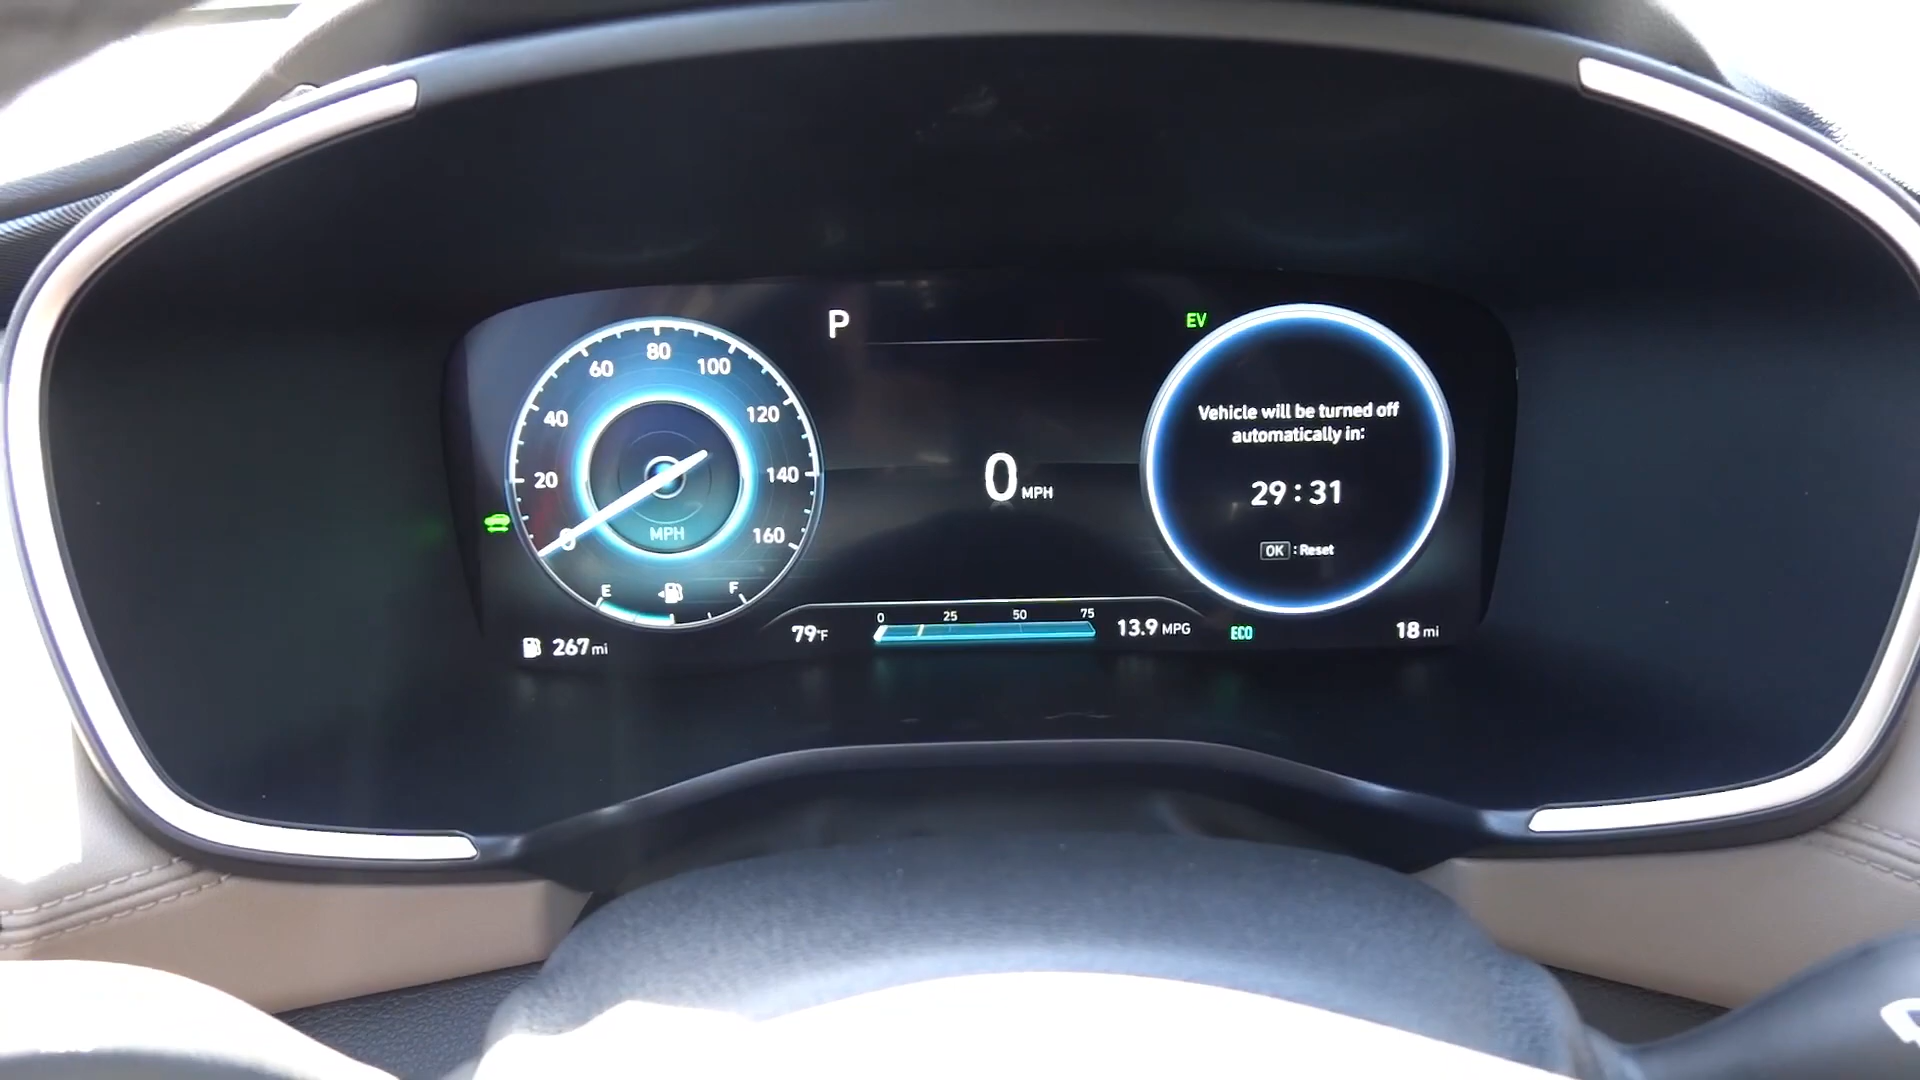 P
EV
80
60
100
40
120
20
140
0
160
MPH
E
F
267 mi
0 MPH
79°F
0 25 50 75
13.9 MPG
Vehicle will be turned off
automatically in:
29 : 31
OK : Reset
ECO
18 mi